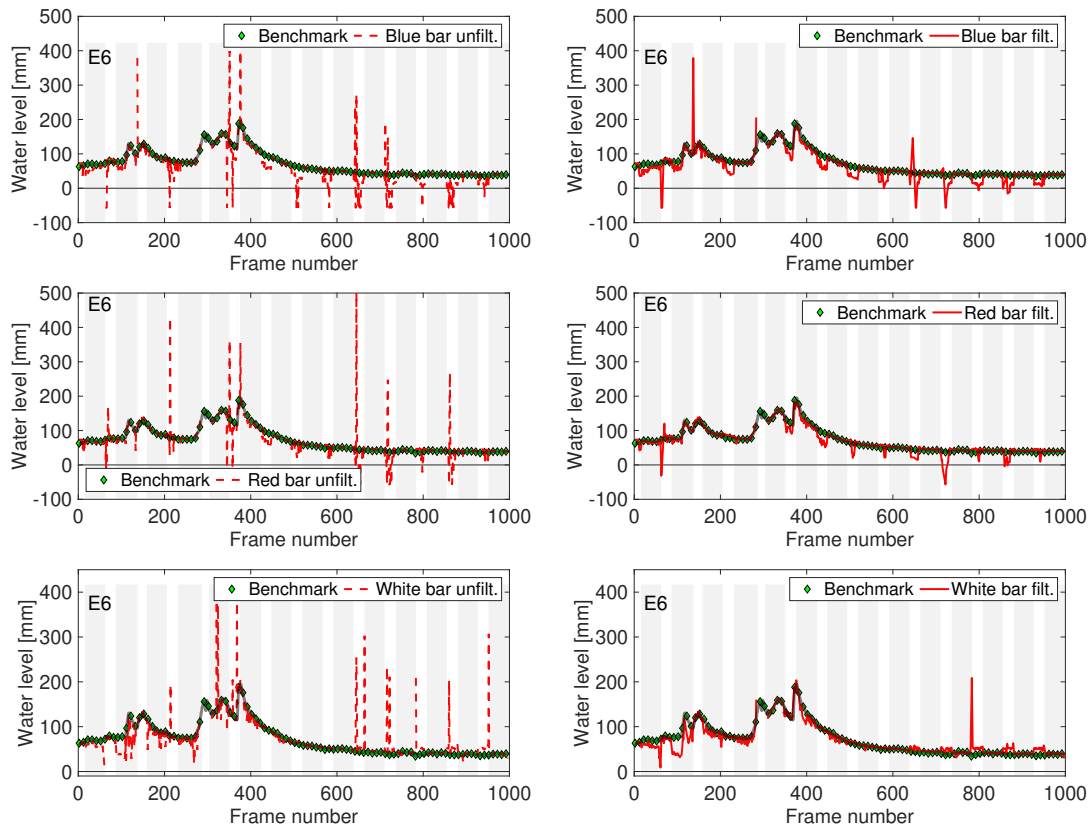 500
400
300
200
100
0
-100
Water level [mm]
E6
Benchmark Blue bar unfilt.
0 200 400 600 800 1000
Frame number
500
400
300
200
100
0
-100
Water level [mm]
E6
Benchmark Blue bar filt.
0 200 400 600 800 1000
Frame number
500
400
300
200
100
0
-100
Water level [mm]
E6
Benchmark Red bar unfilt.
0 200 400 600 800 1000
Frame number
500
400
300
200
100
0
-100
Water level [mm]
E6
Benchmark Red bar filt.
0 200 400 600 800 1000
Frame number
400
300
200
100
0
Water level [mm]
E6
Benchmark White bar unfilt.
0 200 400 600 800 1000
Frame number
400
300
200
100
0
Water level [mm]
E6
Benchmark White bar filt.
0 200 400 600 800 1000
Frame number